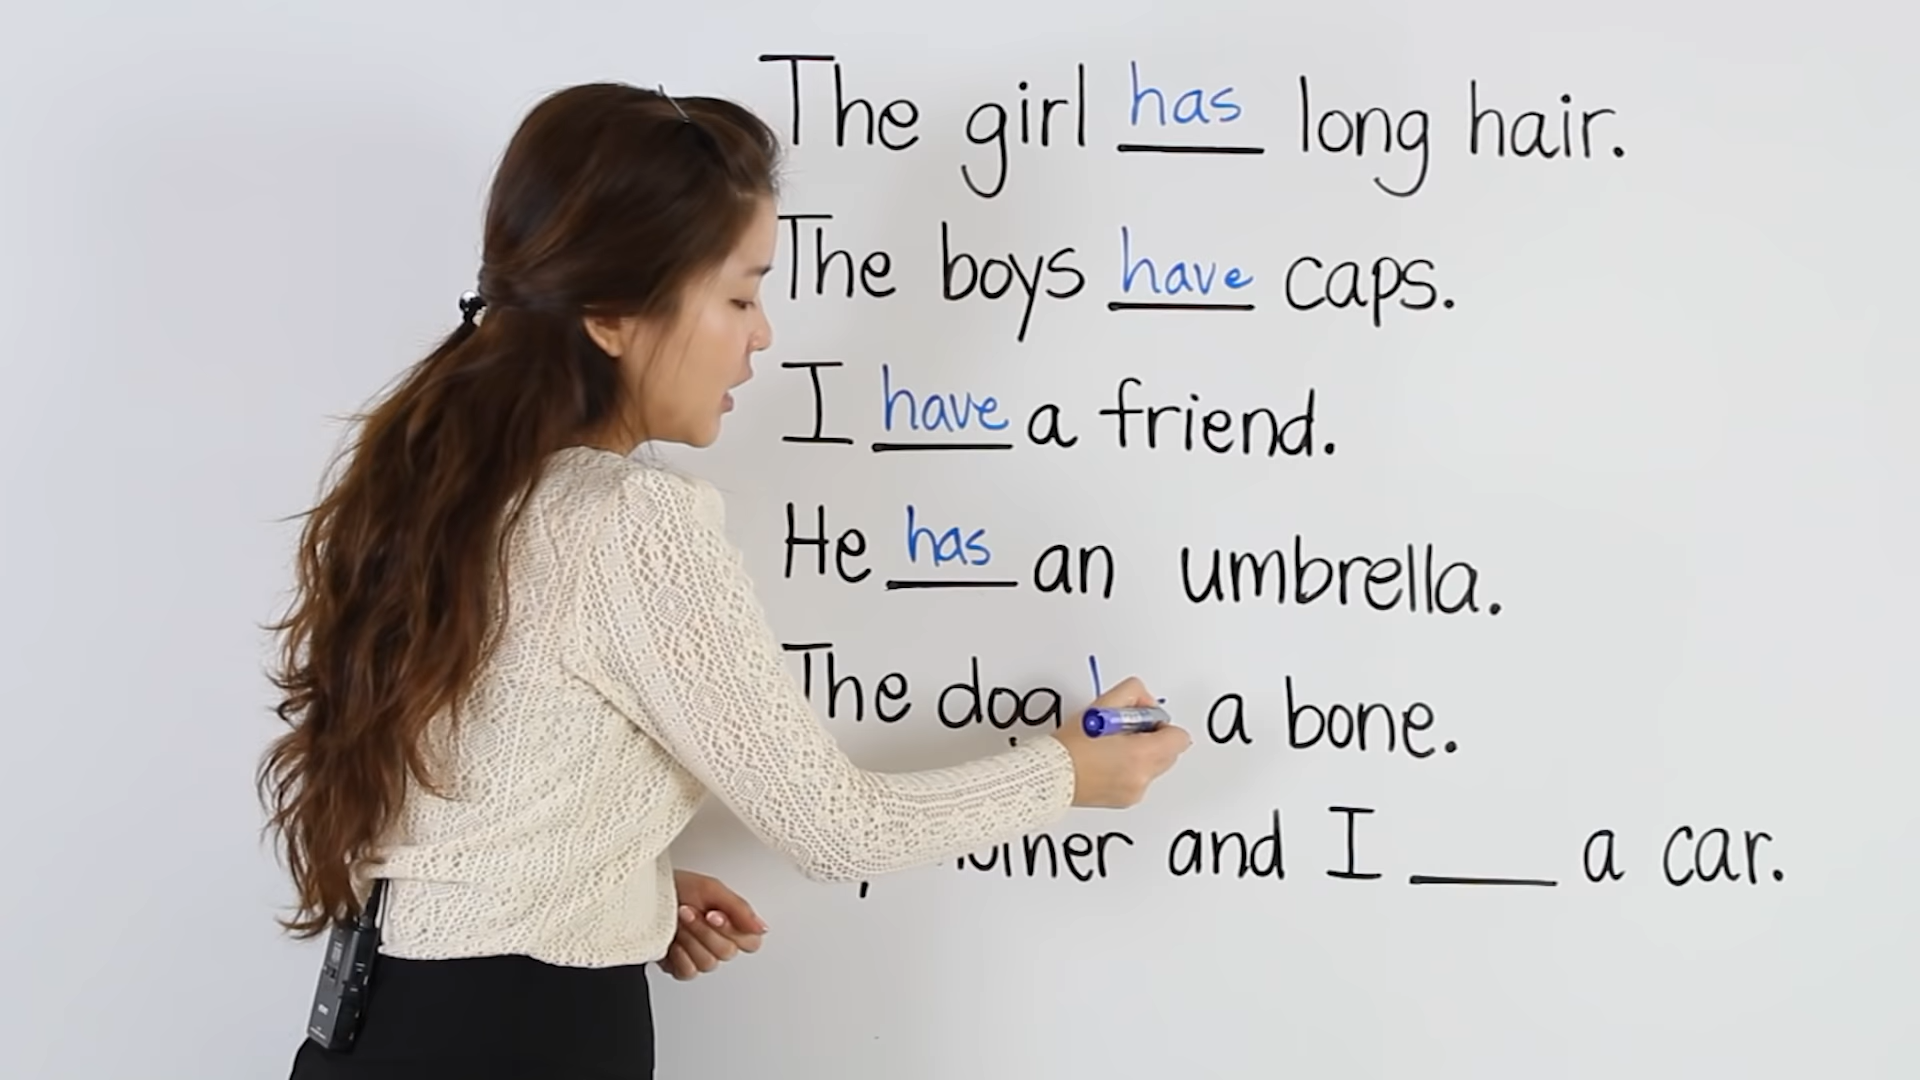 The girl has long hair.
The boys have caps.
I have a friend.
He has an umbrella.
The dog a bone.
and I ___ a car.